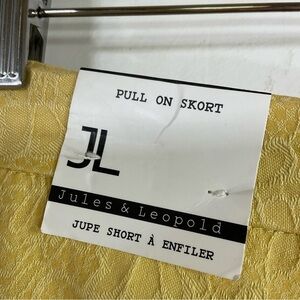 PULL ON SKORT
JL
Jules & Leopold
JUPE SHORT À ENFILER